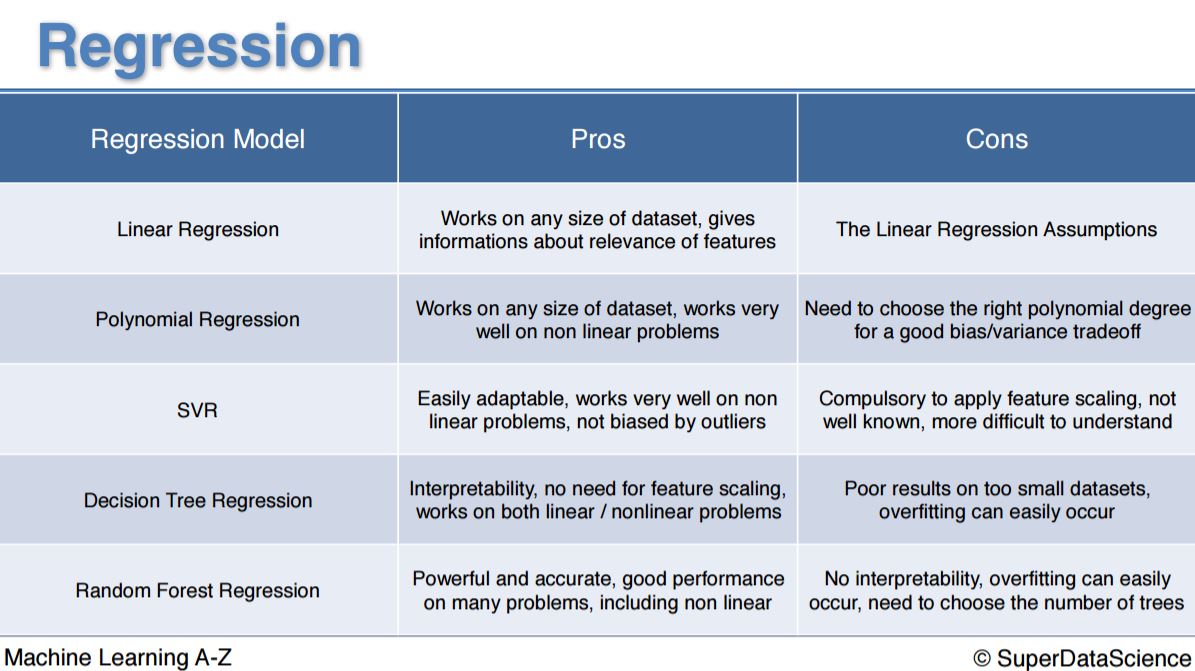 Regression
Regression Model
Pros
Cons
Linear Regression
Works on any size of dataset, gives
informations about relevance of features
The Linear Regression Assumptions
Polynomial Regression
Works on any size of dataset, works very
well on non linear problems
Need to choose the right polynomial degree
for a good bias/variance tradeoff
SVR
Easily adaptable, works very well on non
linear problems, not biased by outliers
Compulsory to apply feature scaling, not
well known, more difficult to understand
Decision Tree Regression
Interpretability, no need for feature scaling,
works on both linear / nonlinear problems
Poor results on too small datasets,
overfitting can easily occur
Random Forest Regression
Powerful and accurate, good performance
on many problems, including non linear
No interpretability, overfitting can easily
occur, need to choose the number of trees
Machine Learning A-Z
© SuperDataScience